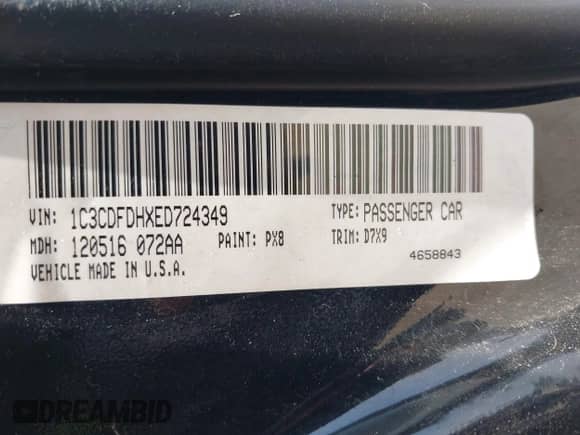 VIN: 1C3CDFDHXED724349 TYPE: PASSENGER CAR
MDH: 120516 072AA PAINT: PX8 TRIM: D7X9
VEHICLE MADE IN U.S.A. 4658843
DREAMBID